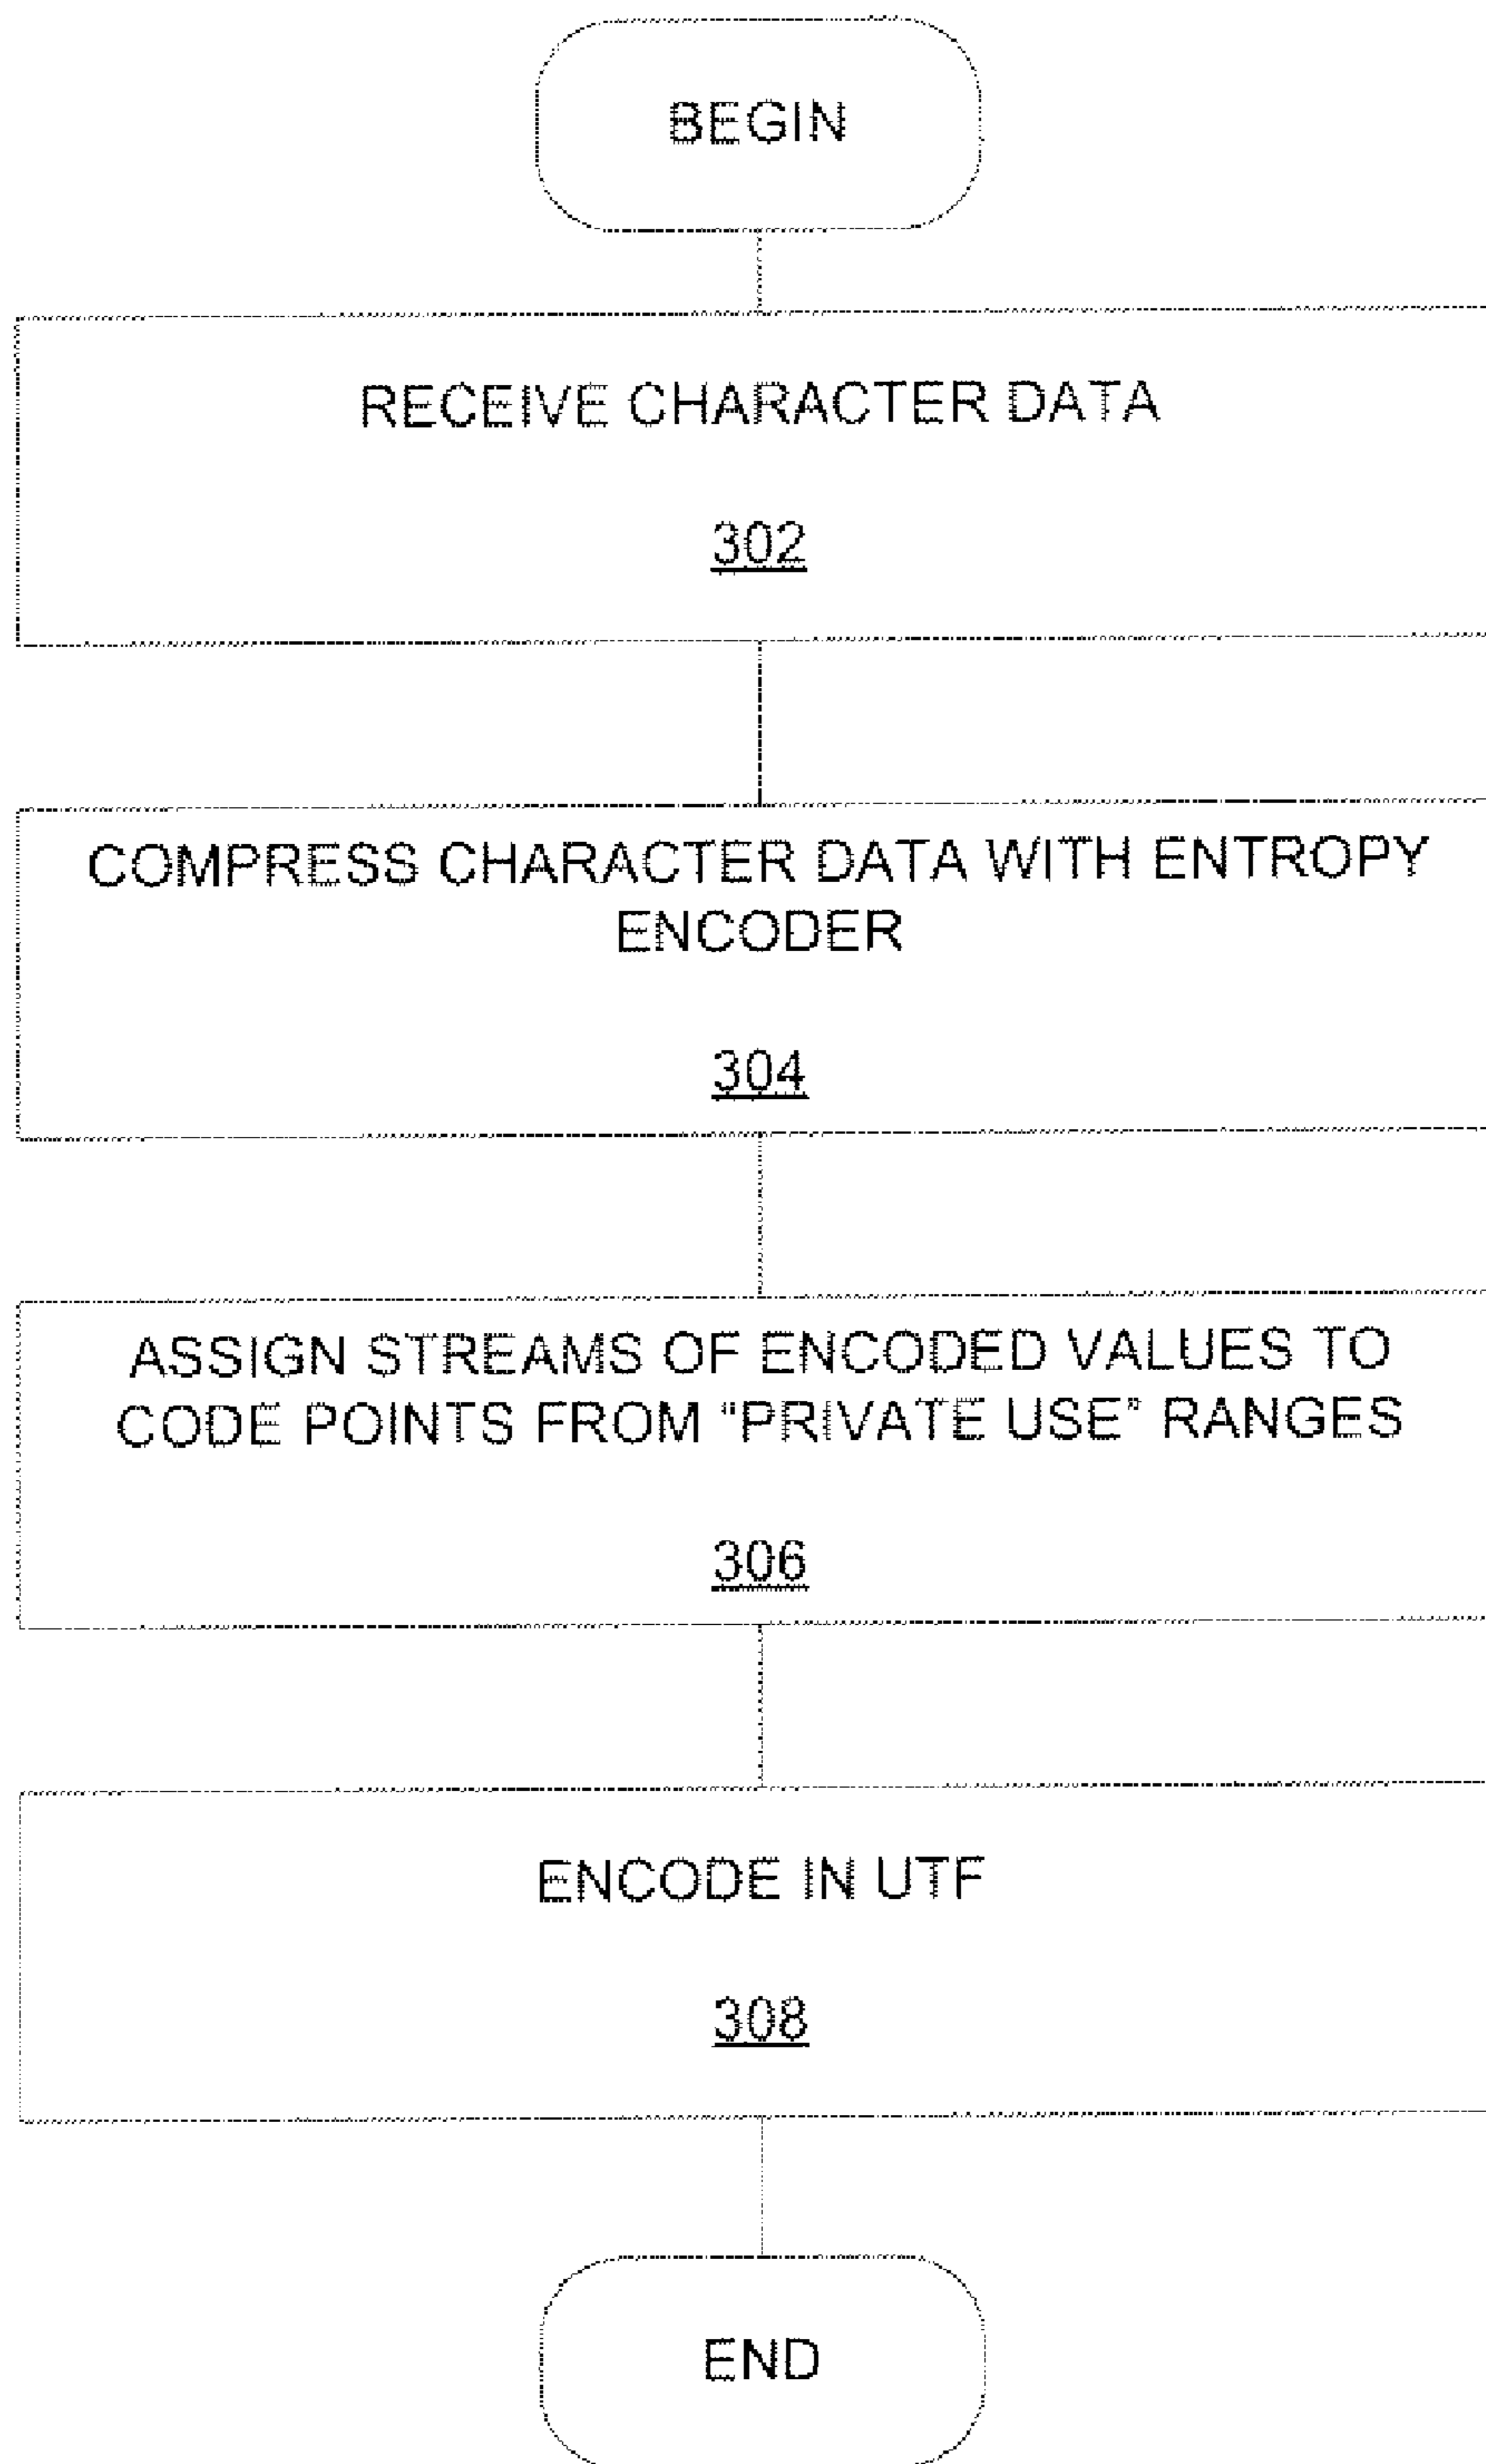 BEGIN
RECEIVE CHARACTER DATA
302
COMPRESS CHARACTER DATA WITH ENTROPY
ENCODER
304
ASSIGN STREAMS OF ENCODED VALUES TO
CODE POINTS FROM “PRIVATE USE” RANGES
306
ENCODE IN UTF
308
END